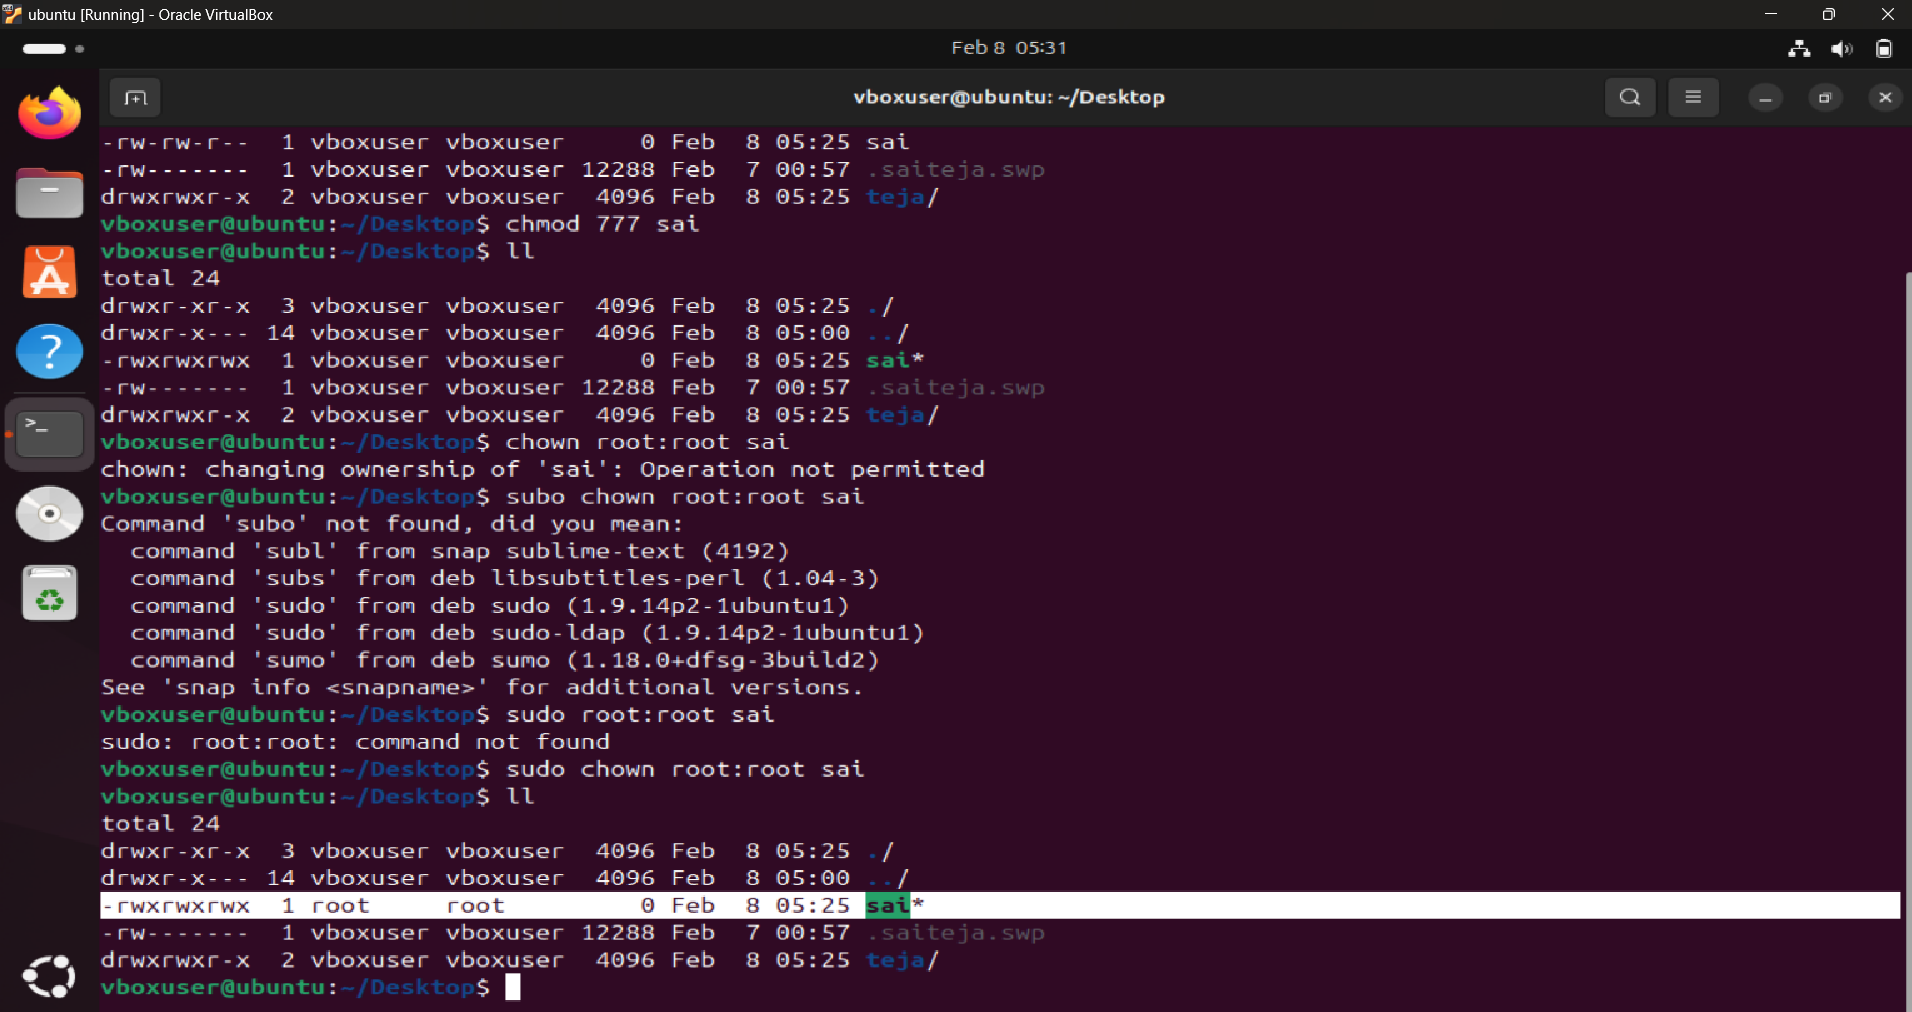 ubuntu [Running] - Oracle VirtualBox
Feb 8 05:31
vboxuser@ubuntu: ~/Desktop
-rw-rw-r--  1 vboxuser vboxuser     0 Feb  8 05:25 sai
-rw-------  1 vboxuser vboxuser 12288 Feb  7 00:57 .saiteja.swp
drwxrwxr-x  2 vboxuser vboxuser  4096 Feb  8 05:25 teja/
vboxuser@ubuntu:~/Desktop$ chmod 777 sai
vboxuser@ubuntu:~/Desktop$ ll
total 24
drwxr-xr-x  3 vboxuser vboxuser  4096 Feb  8 05:25 ./
drwxr-x--- 14 vboxuser vboxuser  4096 Feb  8 05:00 ../
-rwxrwxrwx  1 vboxuser vboxuser     0 Feb  8 05:25 sai*
-rw-------  1 vboxuser vboxuser 12288 Feb  7 00:57 .saiteja.swp
drwxrwxr-x  2 vboxuser vboxuser  4096 Feb  8 05:25 teja/
vboxuser@ubuntu:~/Desktop$ chown root:root sai
chown: changing ownership of 'sai': Operation not permitted
vboxuser@ubuntu:~/Desktop$ subo chown root:root sai
Command 'subo' not found, did you mean:
  command 'subl' from snap sublime-text (4192)
  command 'subs' from deb libsubtitles-perl (1.04-3)
  command 'sudo' from deb sudo (1.9.14p2-1ubuntu1)
  command 'sudo' from deb sudo-ldap (1.9.14p2-1ubuntu1)
  command 'sumo' from deb sumo (1.18.0+dfsg-3build2)
See 'snap info <snapname>' for additional versions.
vboxuser@ubuntu:~/Desktop$ sudo root:root sai
sudo: root:root: command not found
vboxuser@ubuntu:~/Desktop$ sudo chown root:root sai
vboxuser@ubuntu:~/Desktop$ ll
total 24
drwxr-xr-x  3 vboxuser vboxuser  4096 Feb  8 05:25 ./
drwxr-x--- 14 vboxuser vboxuser  4096 Feb  8 05:00 ../
-rwxrwxrwx  1 root     root         0 Feb  8 05:25 sai*
-rw-------  1 vboxuser vboxuser 12288 Feb  7 00:57 .saiteja.swp
drwxrwxr-x  2 vboxuser vboxuser  4096 Feb  8 05:25 teja/
vboxuser@ubuntu:~/Desktop$